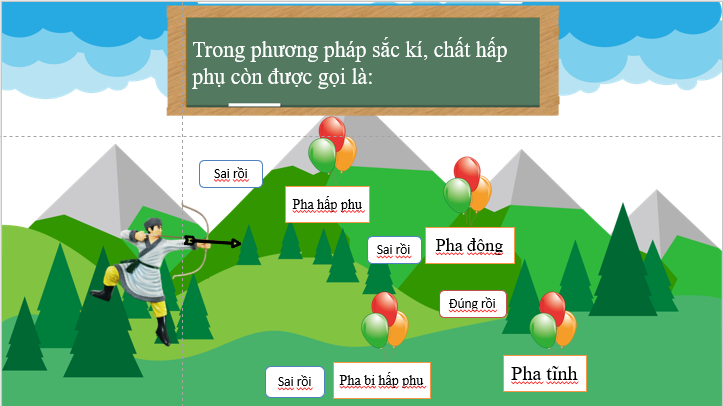 Trong phương pháp sắc kí, chất hấp
phụ còn được gọi là:
Sai rồi
Pha hấp phụ
Sai rồi
Pha động
Đúng rồi
Sai rồi
Pha bị hấp phụ
Pha tĩnh